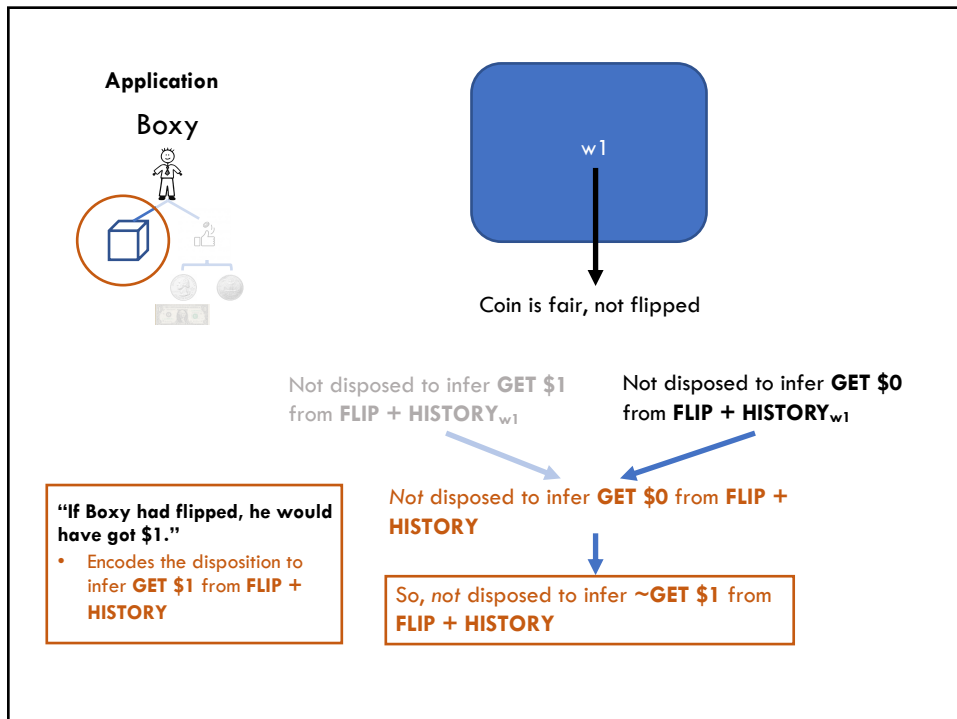 Application
Boxy
w1
Coin is fair, not flipped
Not disposed to infer GET $1
from FLIP + HISTORYw1
Not disposed to infer GET $0
from FLIP + HISTORYw1
Not disposed to infer GET $0 from FLIP +
HISTORY
“If Boxy had flipped, he would
have got $1.”
• Encodes the disposition to
infer GET $1 from FLIP +
HISTORY
So, not disposed to infer ~GET $1 from
FLIP + HISTORY